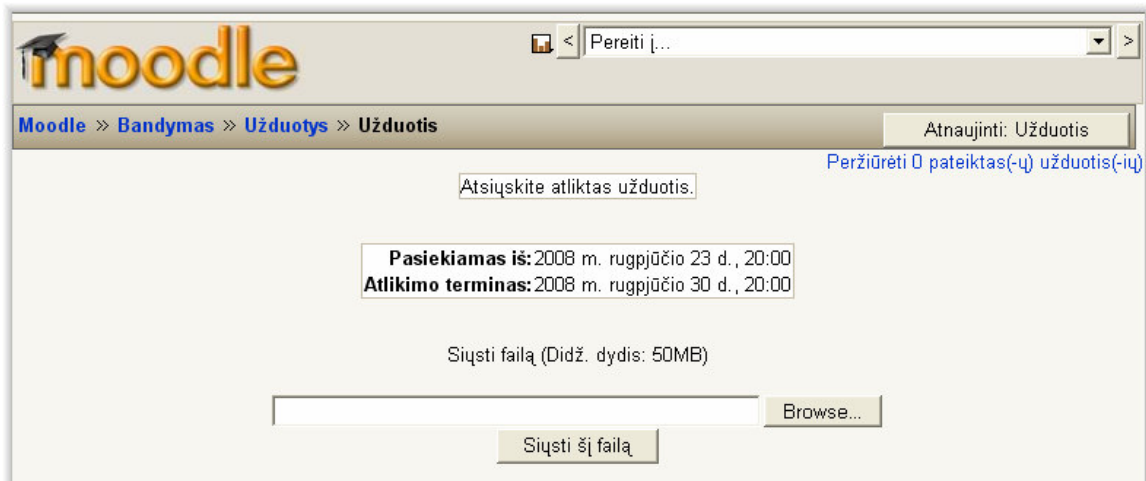 moodle
< Pereiti į... >
Moodle » Bandymas » Užduotys » Užduotis
Atnaujinti: Užduotis
Peržiūrėti 0 pateiktas(-ų) užduotis(-ių)
Atsiųskite atliktas užduotis.
Pasiekiamas iš: 2008 m. rugpjūčio 23 d., 20:00
Atlikimo terminas: 2008 m. rugpjūčio 30 d., 20:00
Siųsti failą (Didž. dydis: 50MB)
Browse...
Siųsti šį failą